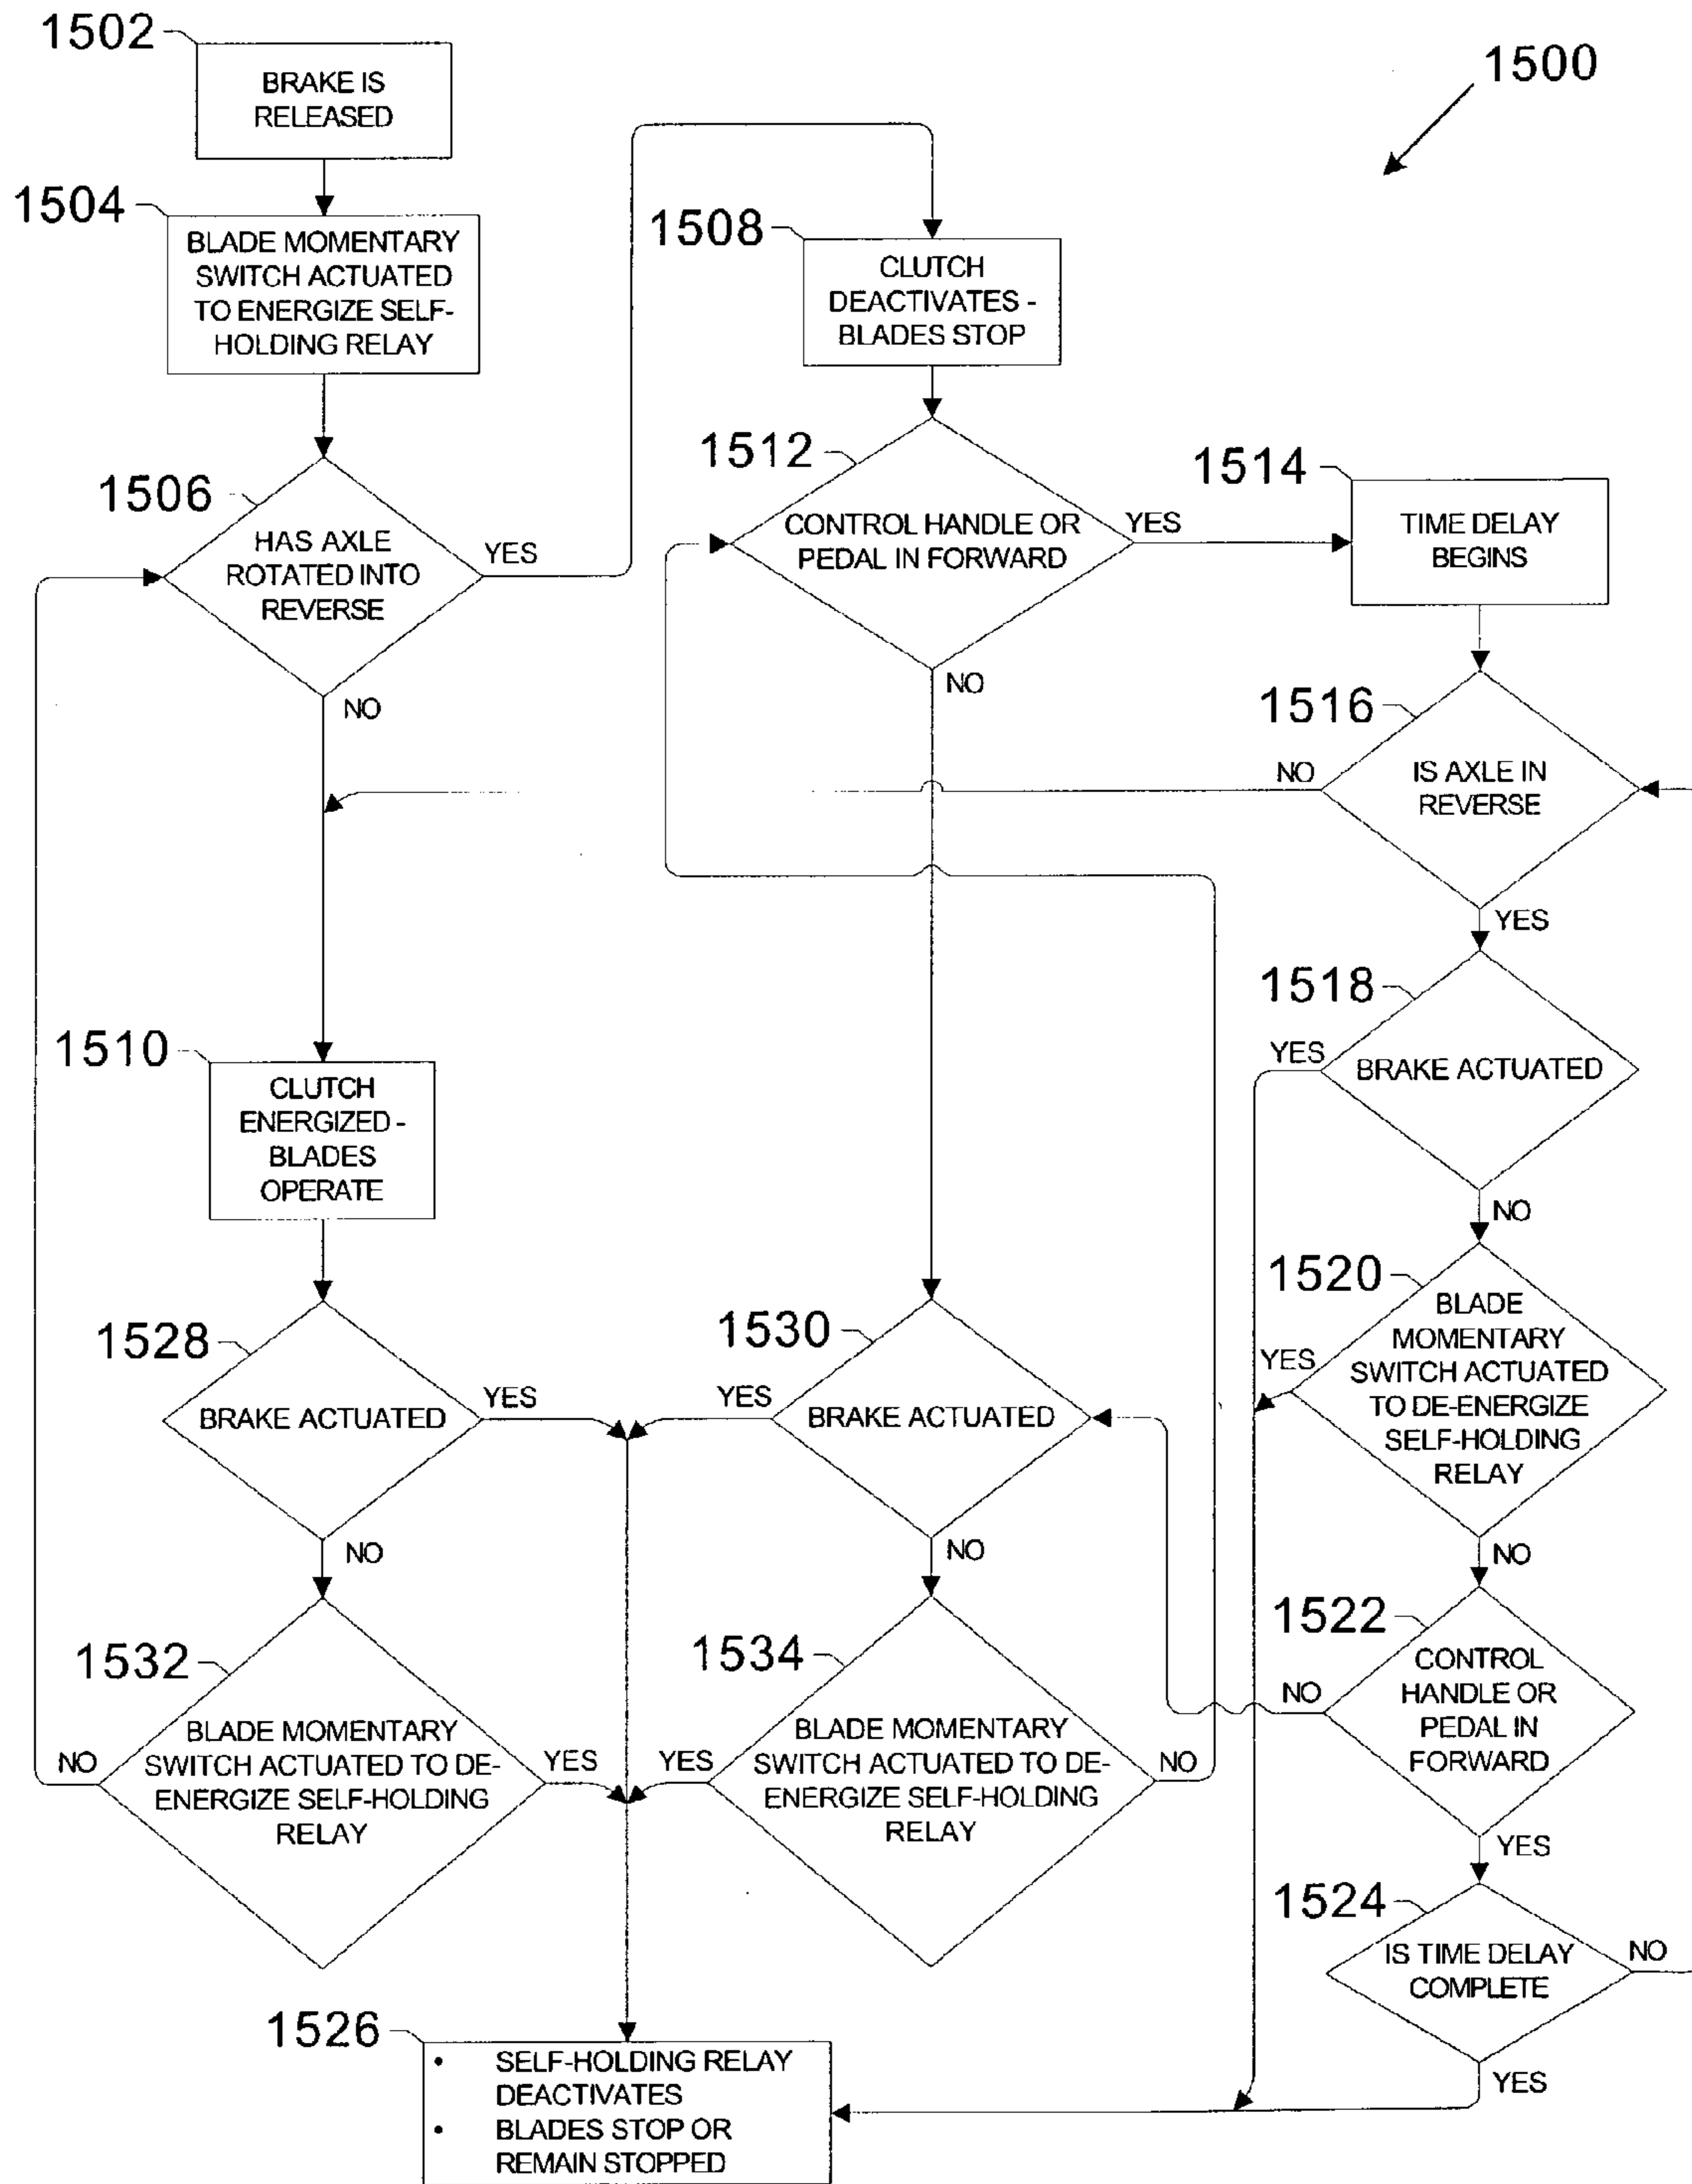 1502
BRAKE IS
RELEASED
1500
1504
BLADE MOMENTARY
SWITCH ACTUATED
TO ENERGIZE SELF-
HOLDING RELAY
1508
CLUTCH
DEACTIVATES -
BLADES STOP
1506
HAS AXLE
ROTATED INTO
REVERSE
YES
NO
1512
CONTROL HANDLE OR
PEDAL IN FORWARD
YES
NO
1514
TIME DELAY
BEGINS
1516
IS AXLE IN
REVERSE
NO
YES
1518
BRAKE ACTUATED
YES
NO
1510
CLUTCH
ENERGIZED -
BLADES
OPERATE
1520
BLADE
MOMENTARY
SWITCH ACTUATED
TO DE-ENERGIZE
SELF-HOLDING
RELAY
YES
NO
1528
BRAKE ACTUATED
YES
NO
1530
BRAKE ACTUATED
YES
NO
1522
CONTROL
HANDLE OR
PEDAL IN
FORWARD
NO
YES
1532
BLADE MOMENTARY
SWITCH ACTUATED TO DE-
ENERGIZE SELF-HOLDING
RELAY
NO
YES
1534
BLADE MOMENTARY
SWITCH ACTUATED TO DE-
ENERGIZE SELF-HOLDING
RELAY
YES
NO
1524
IS TIME DELAY
COMPLETE
NO
YES
1526
• SELF-HOLDING RELAY
DEACTIVATES
• BLADES STOP OR
REMAIN STOPPED